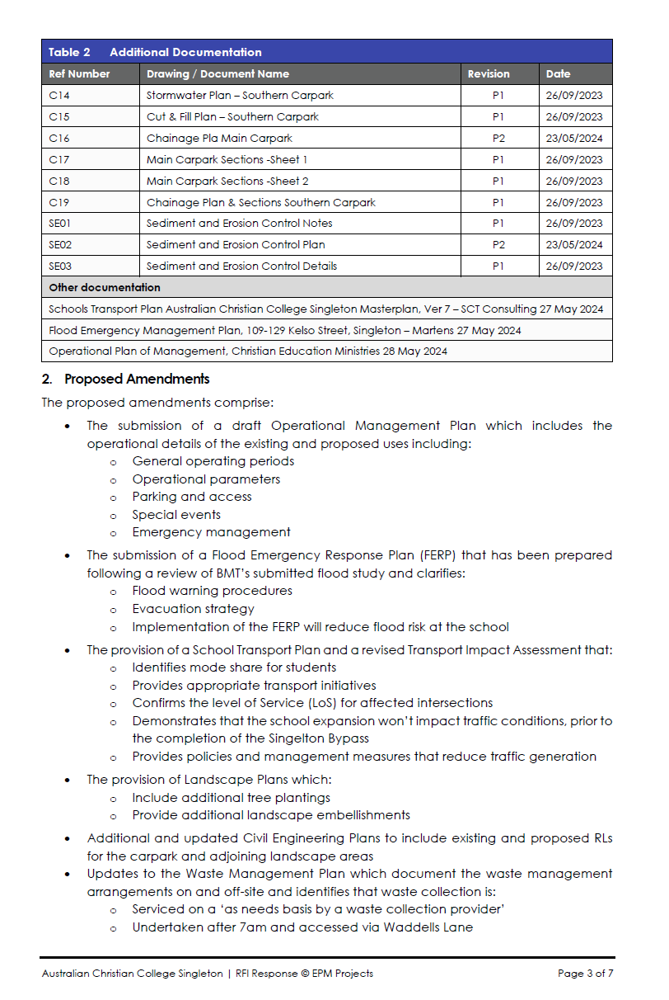 Table 2 Additional Documentation
Ref Number Drawing / Document Name Revision Date
C14 Stormwater Plan – Southern Carpark P1 26/09/2023
C15 Cut & Fill Plan – Southern Carpark P1 26/09/2023
C16 Chainage Pla Main Carpark P2 23/05/2024
C17 Main Carpark Sections -Sheet 1 P1 26/09/2023
C18 Main Carpark Sections -Sheet 2 P1 26/09/2023
C19 Chainage Plan & Sections Southern Carpark P1 26/09/2023
SE01 Sediment and Erosion Control Notes P1 26/09/2023
SE02 Sediment and Erosion Control Plan P2 23/05/2024
SE03 Sediment and Erosion Control Details P1 26/09/2023
Other documentation
Schools Transport Plan Australian Christian College Singleton Masterplan, Ver 7 – SCT Consulting 27 May 2024
Flood Emergency Management Plan, 109-129 Kelso Street, Singleton – Martens 27 May 2024
Operational Plan of Management, Christian Education Ministries 28 May 2024
2. Proposed Amendments
The proposed amendments comprise:
• The submission of a draft Operational Management Plan which includes the
operational details of the existing and proposed uses including:
o General operating periods
o Operational parameters
o Parking and access
o Special events
o Emergency management
• The submission of a Flood Emergency Response Plan (FERP) that has been prepared
following a review of BMT's submitted flood study and clarifies:
o Flood warning procedures
o Evacuation strategy
o Implementation of the FERP will reduce flood risk at the school
• The provision of a School Transport Plan and a revised Transport Impact Assessment that:
o Identifies mode share for students
o Provides appropriate transport initiatives
o Confirms the level of Service (LoS) for affected intersections
o Demonstrates that the school expansion won't impact traffic conditions, prior to
the completion of the Singelton Bypass
o Provides policies and management measures that reduce traffic generation
• The provision of Landscape Plans which:
o Include additional tree plantings
o Provide additional landscape embellishments
• Additional and updated Civil Engineering Plans to include existing and proposed RLs
for the carpark and adjoining landscape areas
• Updates to the Waste Management Plan which document the waste management
arrangements on and off-site and identifies that waste collection is:
o Serviced on a 'as needs basis by a waste collection provider'
o Undertaken after 7am and accessed via Waddells Lane
Australian Christian College Singleton | RFI Response © EPM Projects Page 3 of 7